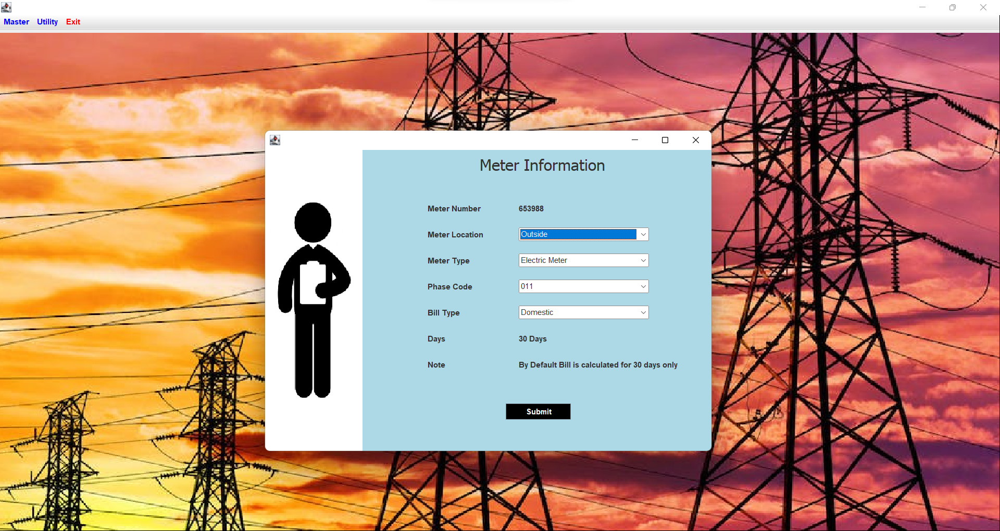 Master Utility Exit
Meter Information
Meter Number 653988
Meter Location Outside
Meter Type Electric Meter
Phase Code 011
Bill Type Domestic
Days 30 Days
Note By Default Bill is calculated for 30 days only
Submit